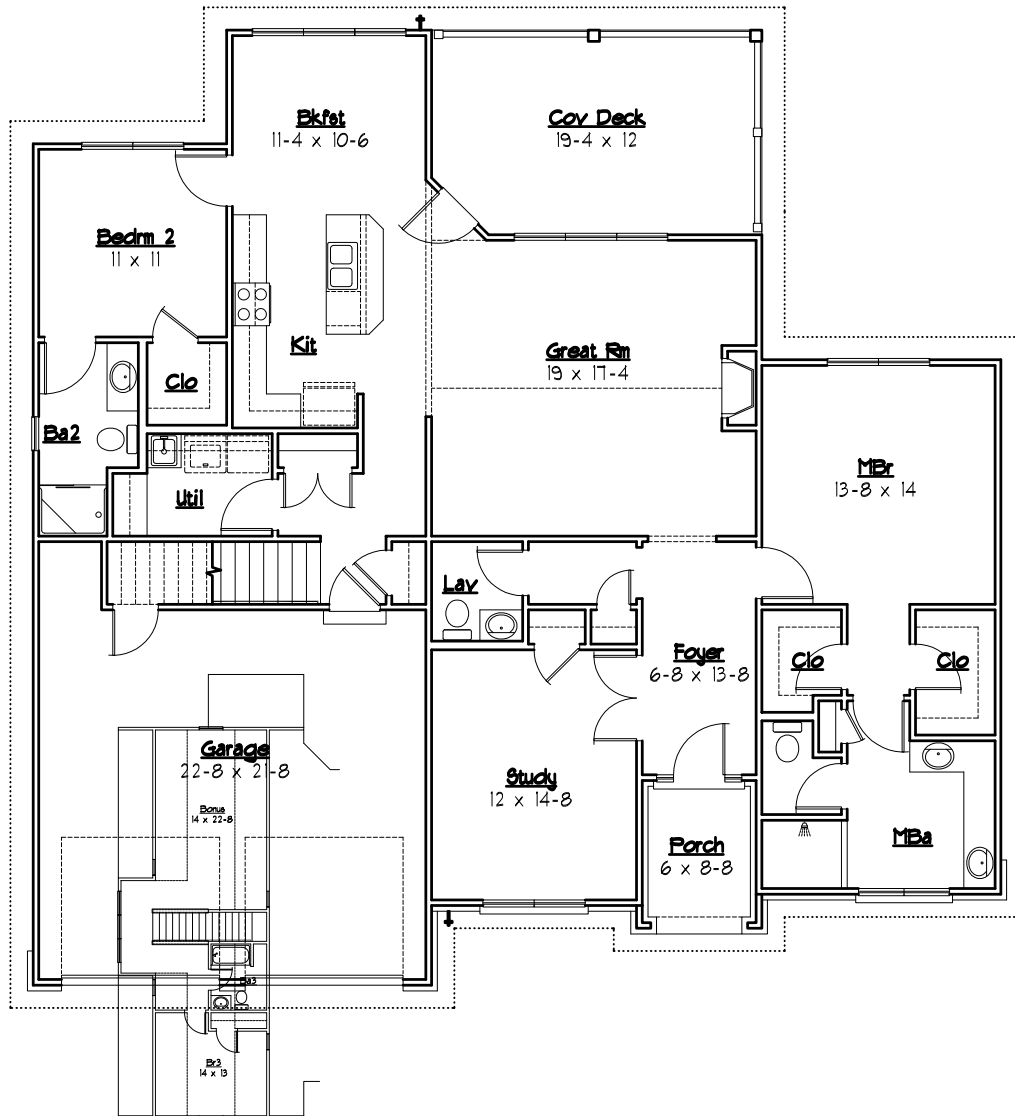 Bkfst
11-4 x 10-6
Cov Deck
19-4 x 12
Bedrm 2
11 x 11
Kit
Great Rm
19 x 17-4
Clo
Ba2
MBr
13-8 x 14
Util
Lav
Foyer
6-8 x 13-8
Clo
Clo
Garage
22-8 x 21-8
Study
12 x 14-8
Bonus
14 x 22-8
Porch
6 x 8-8
MBa
Ba3
Br3
14 x 13